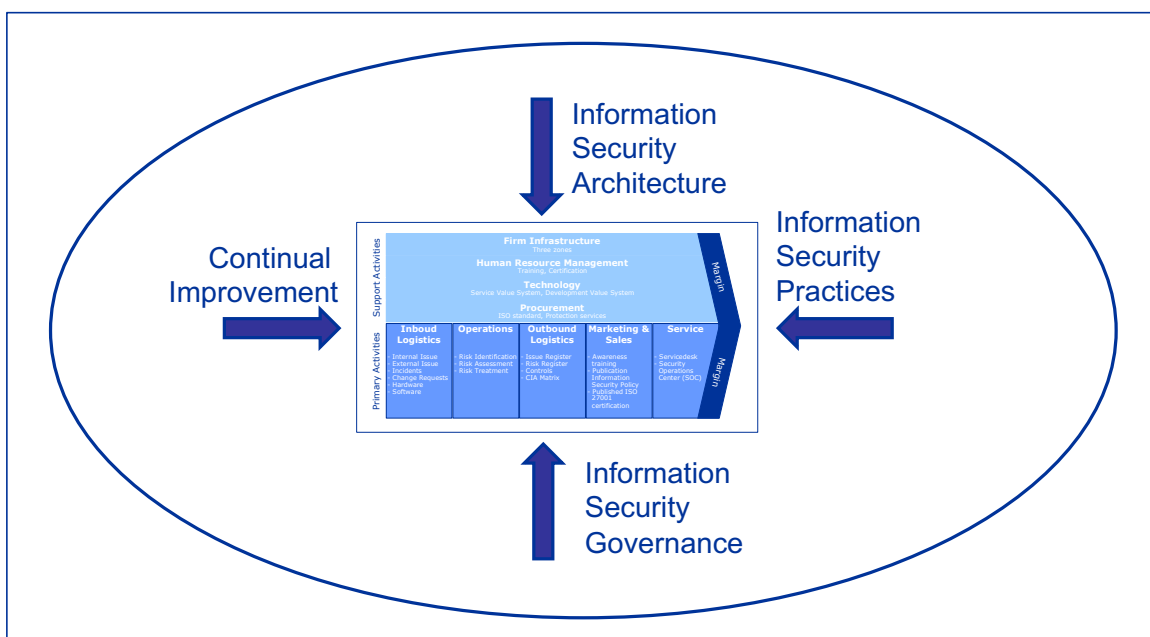 Information
Security
Architecture
Continual
Improvement
Information
Security
Practices
Support Activities
Firm Infrastructure
Three zones
Human Resource Management
Training, Certification
Technology
Service Value System, Development Value System
Procurement
ISO standard, Protection services
Margin
Primary Activities
Inboud
Logistics
- Internal Issue
- External Issue
- Incidents
- Change Requests
- Hardware
- Software
Operations
- Risk Identification
- Risk Assessment
- Risk Treatment
Outbound
Logistics
- Issue Register
- Risk Register
- Controls
- CIA Matrix
Marketing &
Sales
- Awareness
training
- Publication
Information
Security Policy
- Published ISO
27001
certification
Service
- Servicedesk
- Security
Operations
Center (SOC)
Margin
Information
Security
Governance